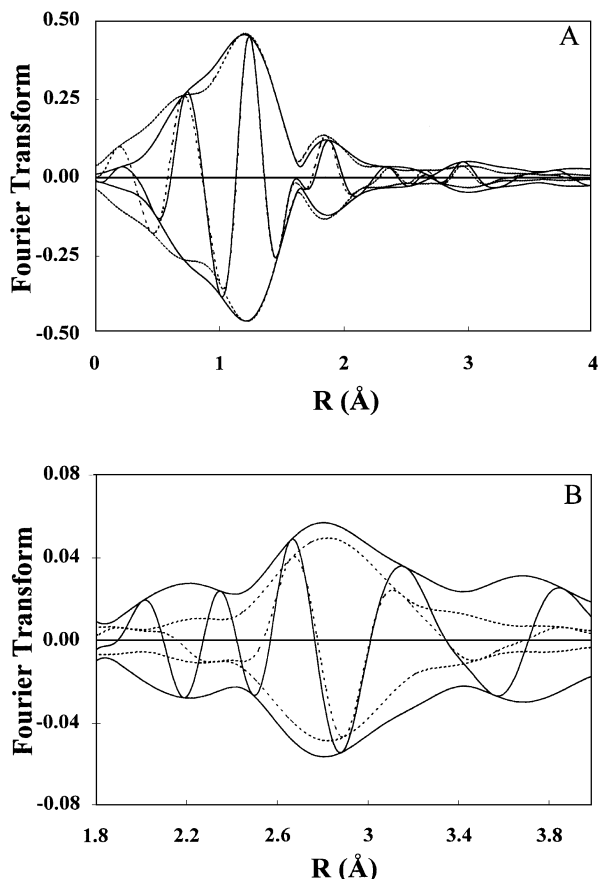 A
0.50
0.25
0.00
-0.25
-0.50
Fourier Transform
0 1 2 3 4
R (Å)
B
0.08
0.04
0.00
-0.04
-0.08
Fourier Transform
1.8 2.2 2.6 3 3.4 3.8
R (Å)